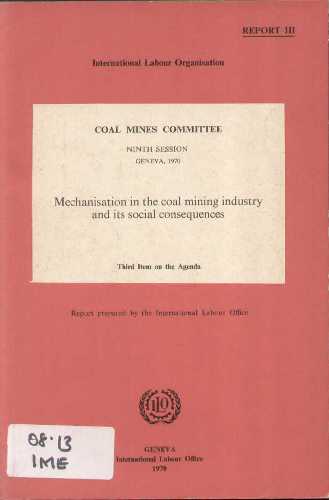 REPORT III
International Labour Organisation
COAL MINES COMMITTEE
NINTH SESSION
GENEVA, 1970
Mechanisation in the coal mining industry
and its social consequences
Third Item on the Agenda
Report prepared by the International Labour Office
ILO
08.13
IME
GENEVA
International Labour Office
1970